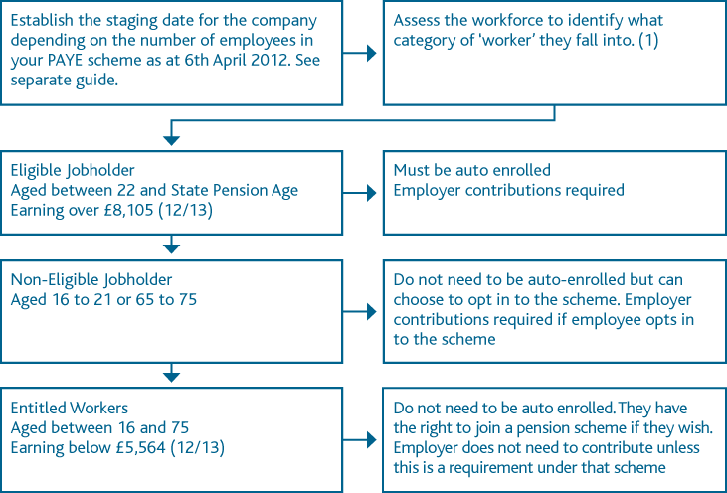 Establish the staging date for the company
depending on the number of employees in
your PAYE scheme as at 6th April 2012. See
separate guide.
Assess the workforce to identify what
category of ‘worker’ they fall into. (1)
Eligible Jobholder
Aged between 22 and State Pension Age
Earning over £8,105 (12/13)
Must be auto enrolled
Employer contributions required
Non-Eligible Jobholder
Aged 16 to 21 or 65 to 75
Do not need to be auto-enrolled but can
choose to opt in to the scheme. Employer
contributions required if employee opts in
to the scheme
Entitled Workers
Aged between 16 and 75
Earning below £5,564 (12/13)
Do not need to be auto enrolled. They have
the right to join a pension scheme if they wish.
Employer does not need to contribute unless
this is a requirement under that scheme